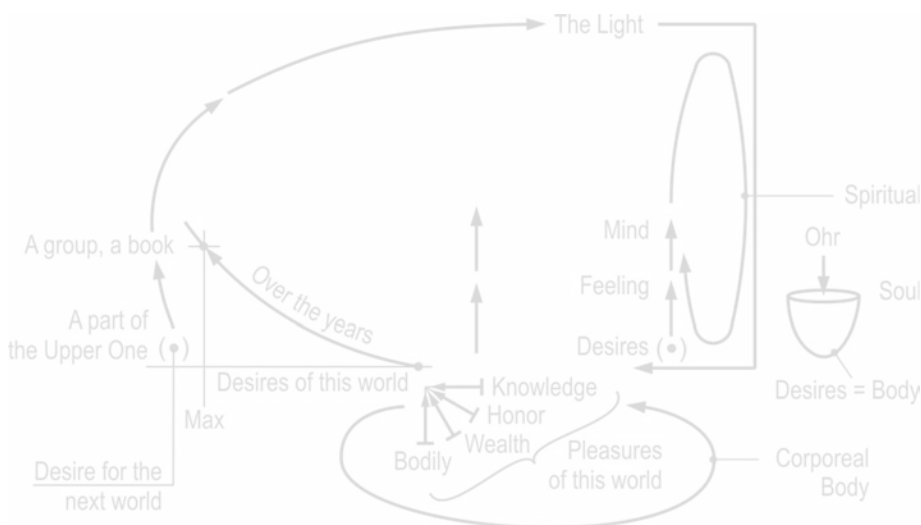 The Light
Spiritual
A group, a book
Over the years
Mind
Ohr
Feeling
Soul
A part of
the Upper One (•)
Desires (•)
Desires of this world
Knowledge
Honor
Wealth
Bodily
Max
Desires = Body
Pleasures
of this world
Corporeal
Body
Desire for the
next world